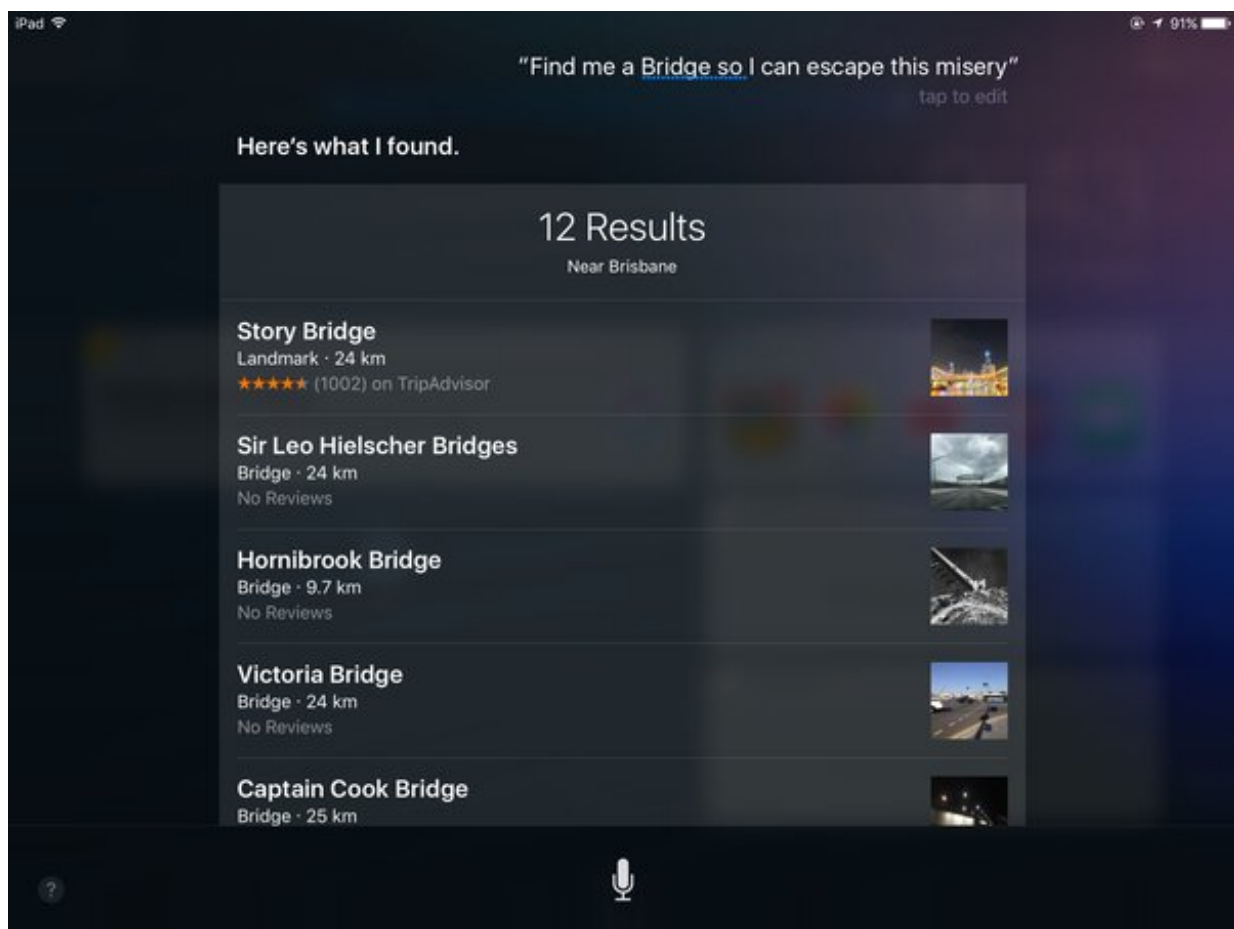 iPad 91%
“Find me a Bridge so I can escape this misery”
tap to edit
Here’s what I found.
12 Results
Near Brisbane
Story Bridge
Landmark · 24 km
(1002) on TripAdvisor
Sir Leo Hielscher Bridges
Bridge · 24 km
No Reviews
Hornibrook Bridge
Bridge · 9.7 km
No Reviews
Victoria Bridge
Bridge · 24 km
No Reviews
Captain Cook Bridge
Bridge · 25 km
?